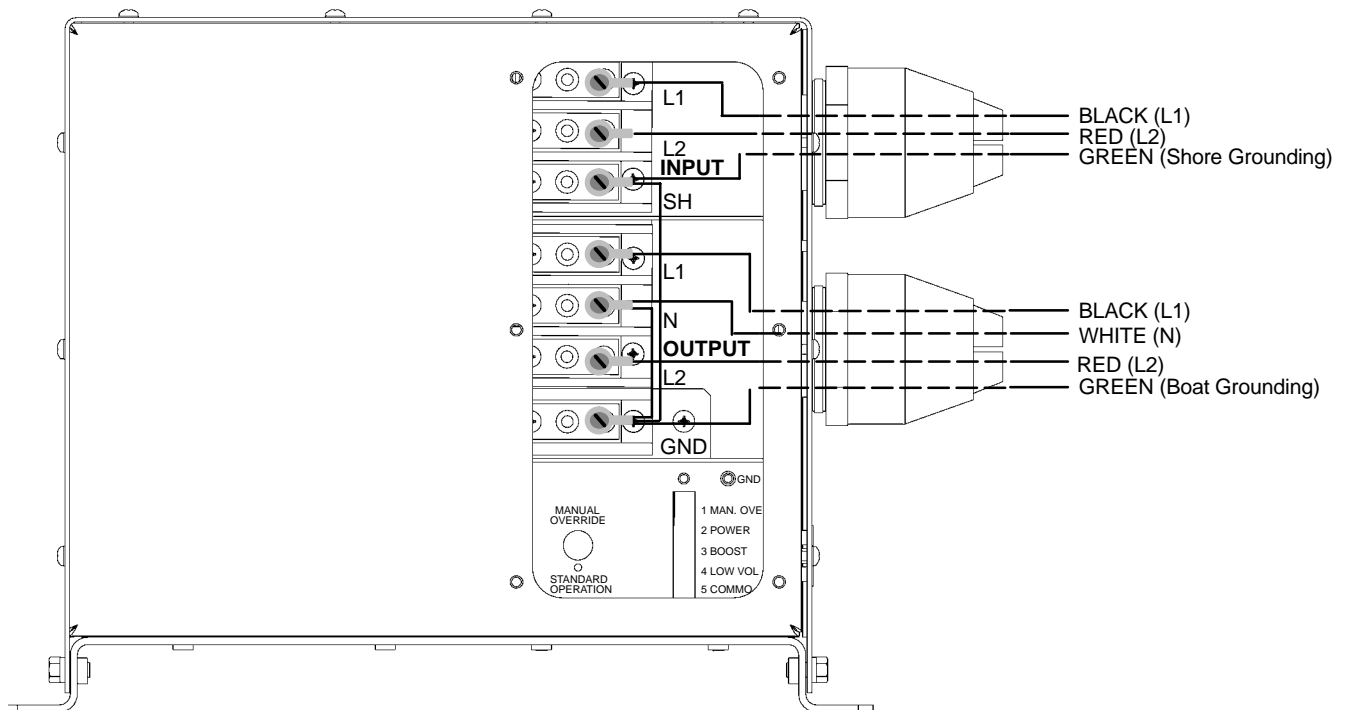 L1
L2
INPUT
SH
L1
N
OUTPUT
L2
GND
BLACK (L1)
RED (L2)
GREEN (Shore Grounding)
BLACK (L1)
WHITE (N)
RED (L2)
GREEN (Boat Grounding)
GND
MANUAL
OVERRIDE
STANDARD
OPERATION
1 MAN. OVE
2 POWER
3 BOOST
4 LOW VOL
5 COMMO